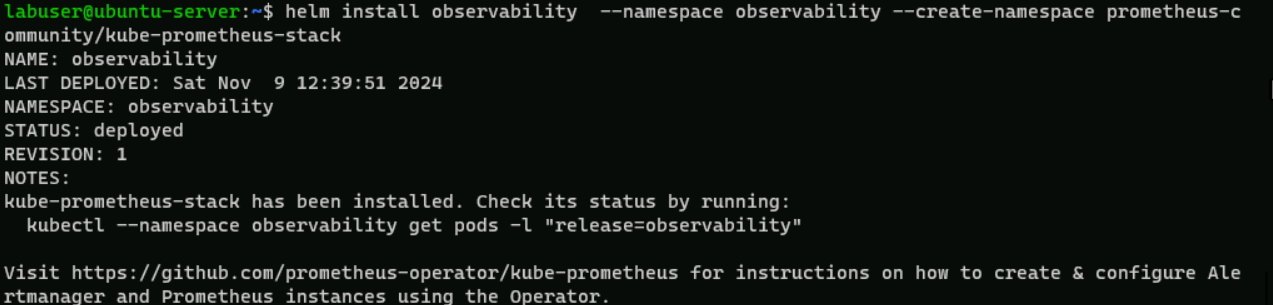 labuser@ubuntu-server:~$ helm install observability  --namespace observability --create-namespace prometheus-c
ommunity/kube-prometheus-stack
NAME: observability
LAST DEPLOYED: Sat Nov  9 12:39:51 2024
NAMESPACE: observability
STATUS: deployed
REVISION: 1
NOTES:
kube-prometheus-stack has been installed. Check its status by running:
  kubectl --namespace observability get pods -l "release=observability"

Visit https://github.com/prometheus-operator/kube-prometheus for instructions on how to create & configure Ale
rtmanager and Prometheus instances using the Operator.